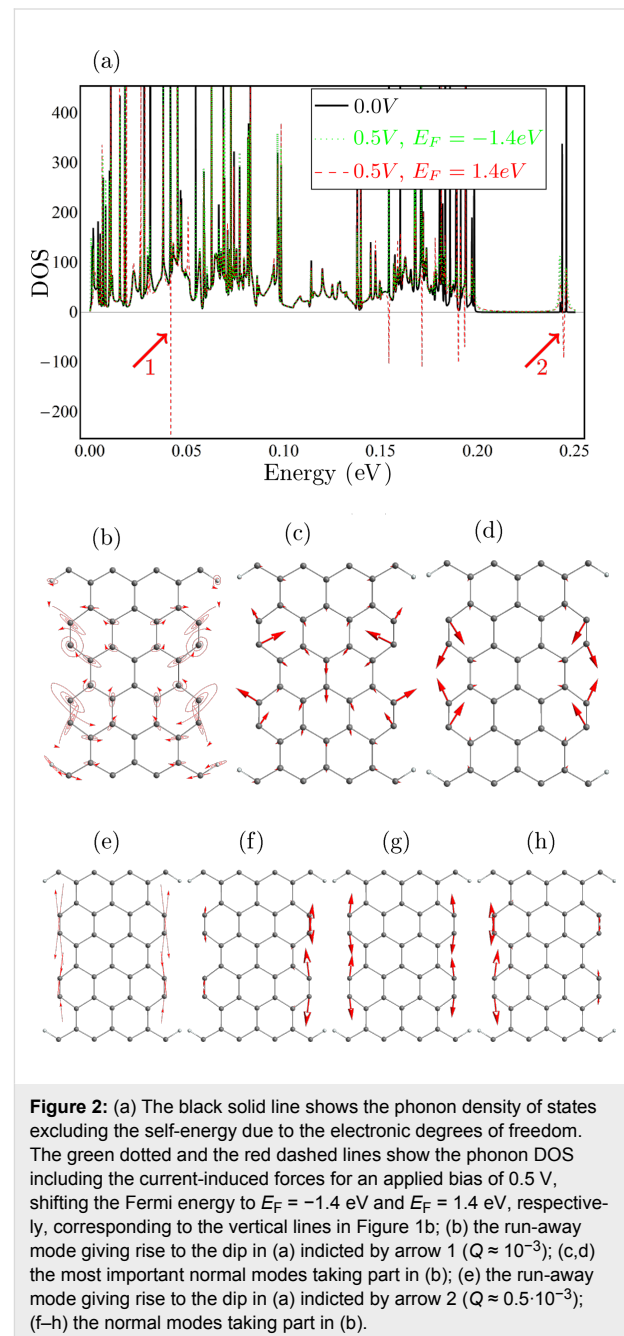 (a)
400
300
200
100
0
−100
−200
DOS
0.0V
0.5V, E_F = −1.4eV
0.5V, E_F = 1.4eV
1
2
0.00 0.05 0.10 0.15 0.20 0.25
Energy (eV)
(b) (c) (d)
(e) (f) (g) (h)
Figure 2: (a) The black solid line shows the phonon density of states
excluding the self-energy due to the electronic degrees of freedom.
The green dotted and the red dashed lines show the phonon DOS
including the current-induced forces for an applied bias of 0.5 V,
shifting the Fermi energy to E_F = −1.4 eV and E_F = 1.4 eV, respective-
ly, corresponding to the vertical lines in Figure 1b; (b) the run-away
mode giving rise to the dip in (a) indicted by arrow 1 (Q ≈ 10⁻³); (c,d)
the most important normal modes taking part in (b); (e) the run-away
mode giving rise to the dip in (a) indicted by arrow 2 (Q ≈ 0.5·10⁻³);
(f–h) the normal modes taking part in (b).